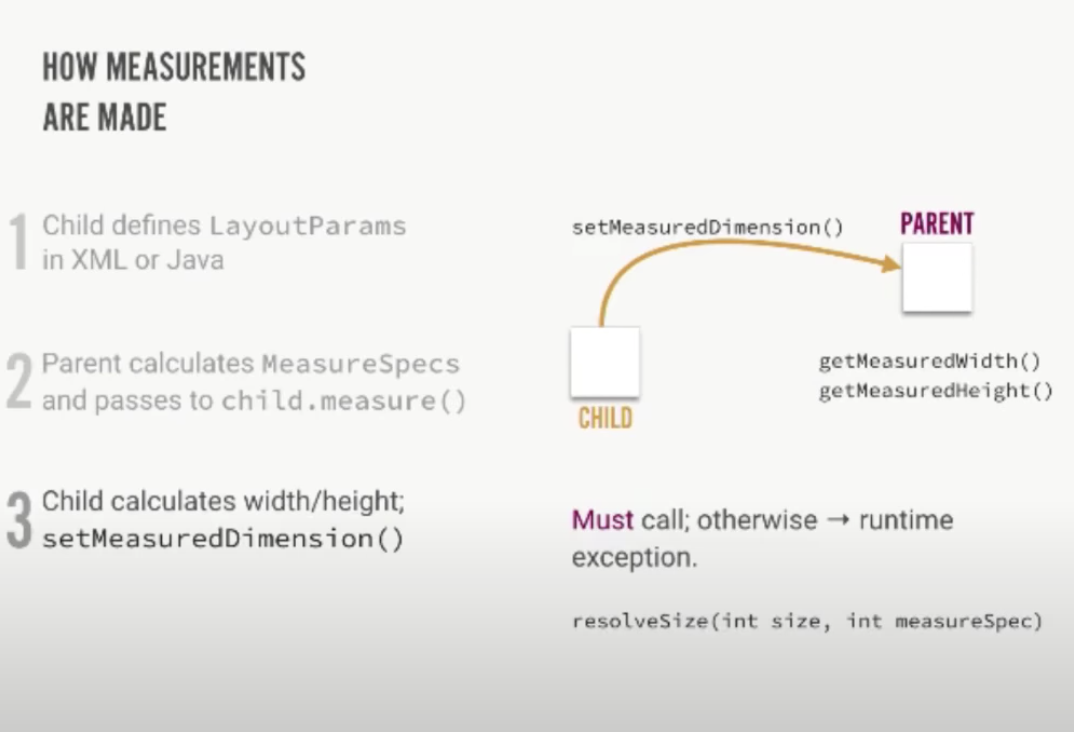 HOW MEASUREMENTS
ARE MADE
1
Child defines LayoutParams
in XML or Java
2
Parent calculates MeasureSpecs
and passes to child.measure()
3
Child calculates width/height;
setMeasuredDimension()
setMeasuredDimension()
PARENT
CHILD
getMeasuredWidth()
getMeasuredHeight()
Must call; otherwise → runtime
exception.
resolveSize(int size, int measureSpec)